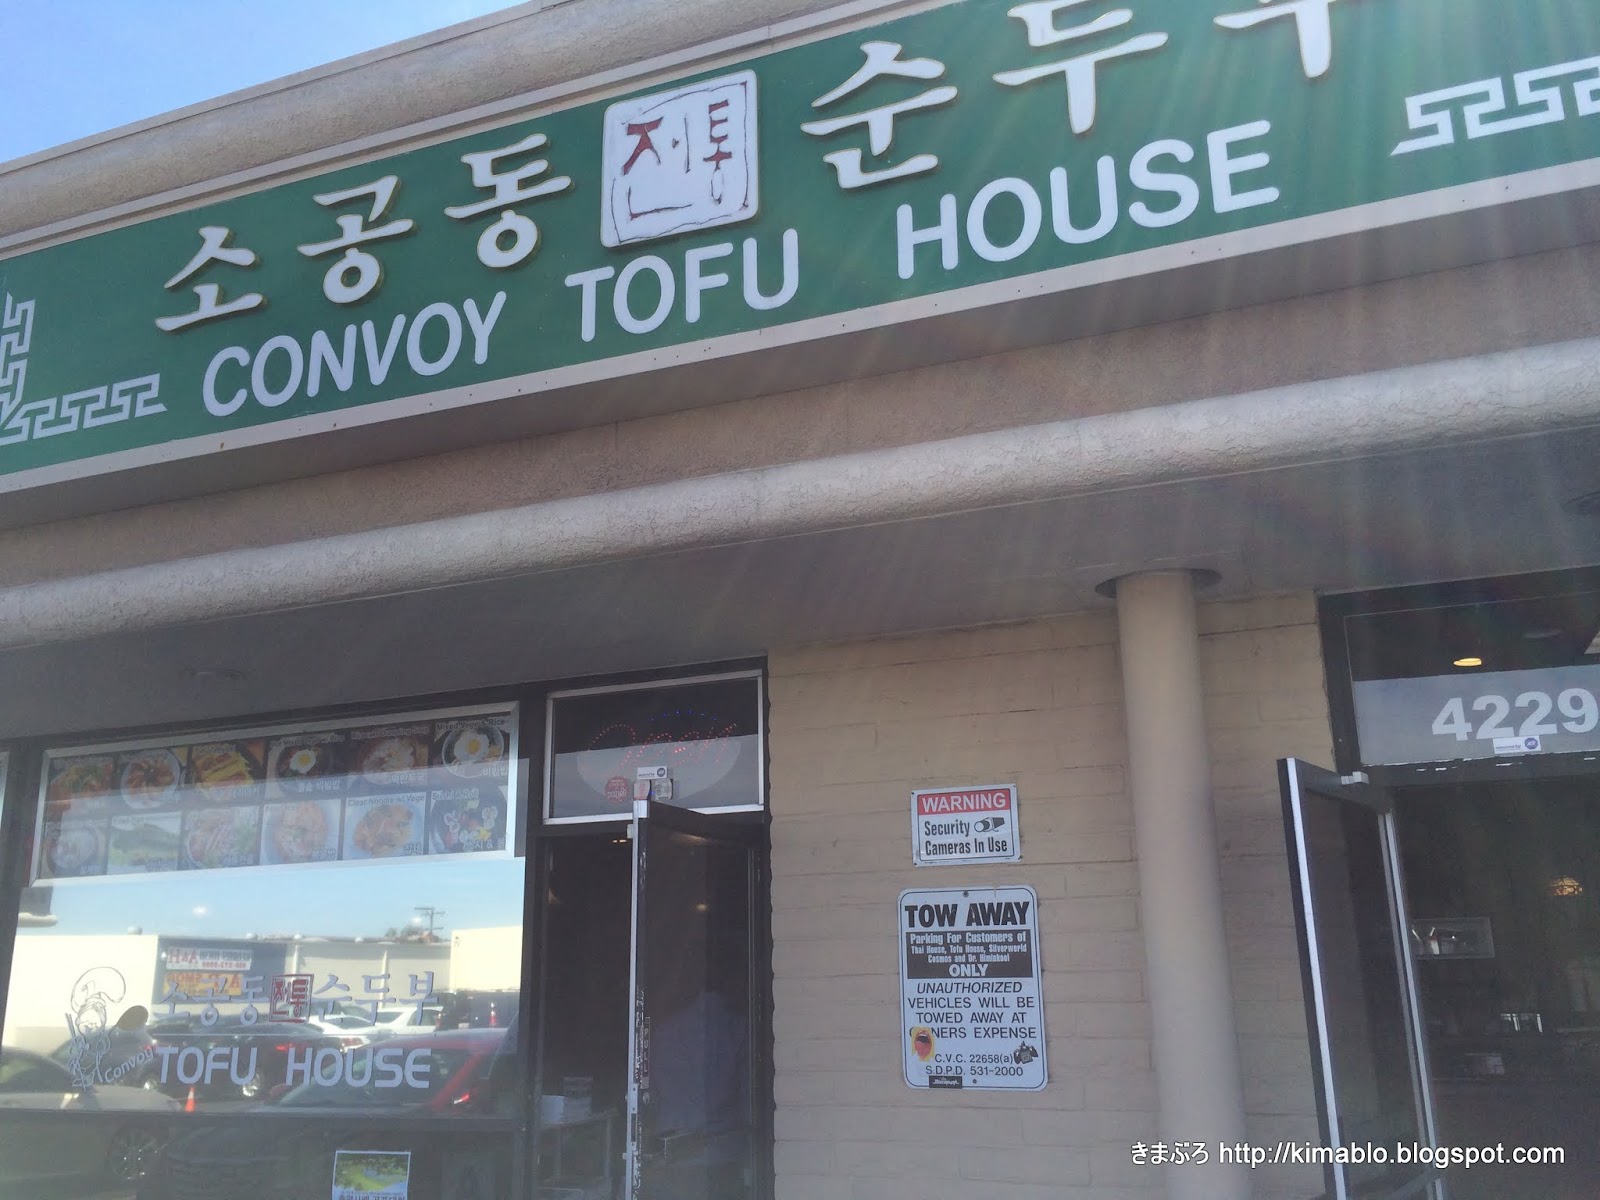 소공동 전통 순두부
CONVOY TOFU HOUSE
4229
Open
WARNING
Security
Cameras In Use
TOW AWAY
Parking For Customers of
Thai House, Tofu House, Silverworld
Cosmos and Dr. Himlakool
ONLY
UNAUTHORIZED
VEHICLES WILL BE
TOWED AWAY AT
NERS EXPENSE
C.V.C. 22658(a)
S.D.P.D. 531-2000
소공동 전통 순두부
Convoy TOFU HOUSE
きまぶろ http://kimablo.blogspot.com